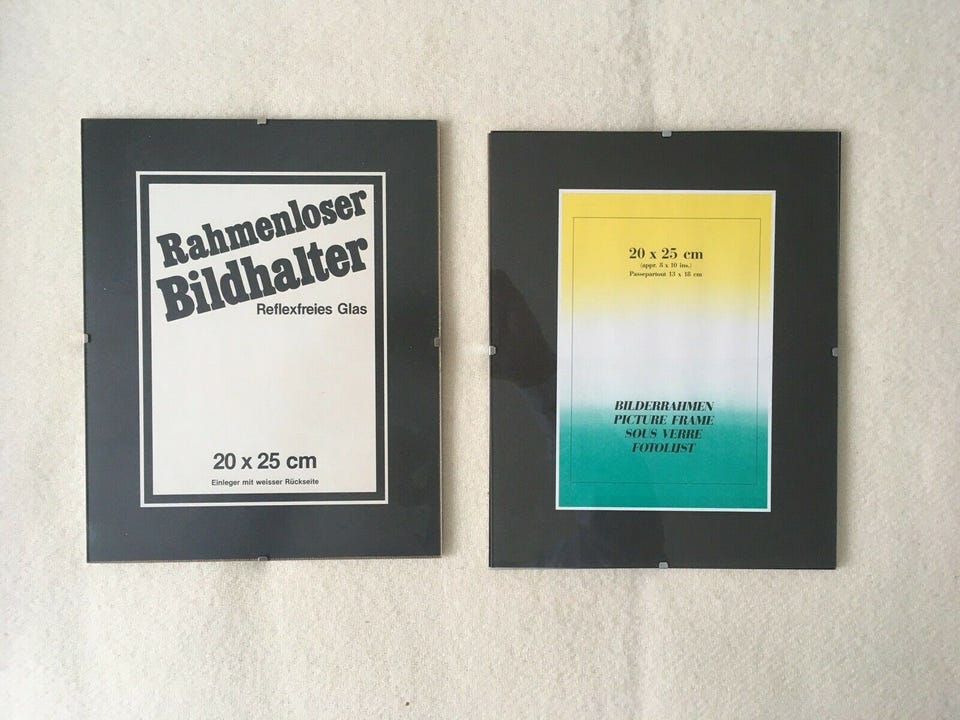 Rahmenloser
Bildhalter
Reflexfreies Glas
20 x 25 cm
Einleger mit weisser Rückseite
20 x 25 cm
(appr. 8 x 10 ins.)
Passepartout 13 x 18 cm
BILDERRAHMEN
PICTURE FRAME
SOUS VERRE
FOTOLIJST